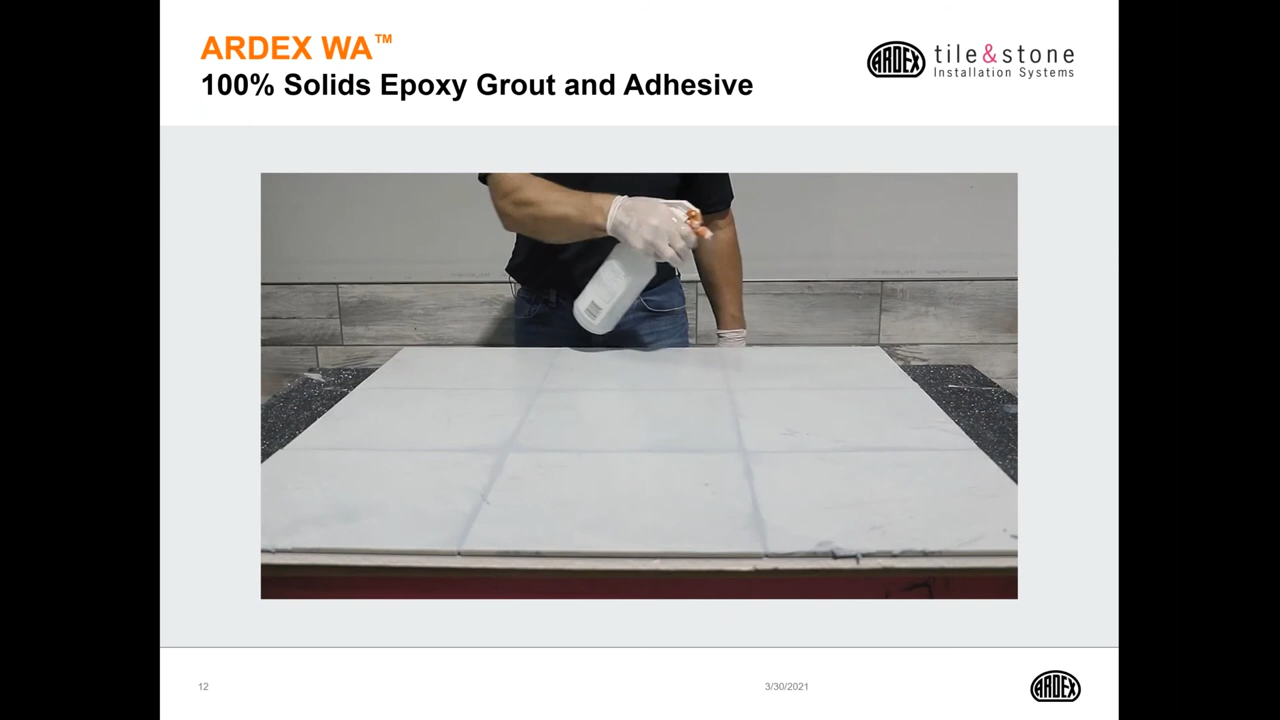 ARDEX WA™
100% Solids Epoxy Grout and Adhesive
ARDEX tile&stone
Installation Systems
12
3/30/2021
ARDEX